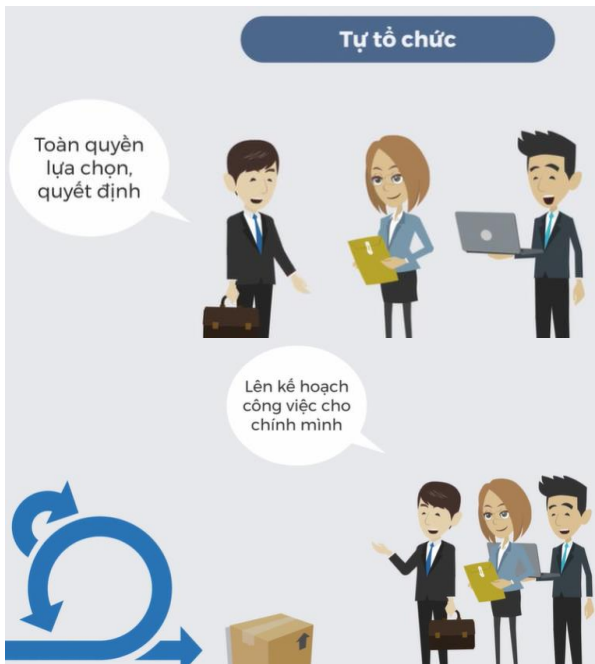 Tự tổ chức
Toàn quyền
lựa chọn,
quyết định
Lên kế hoạch
công việc cho
chính mình